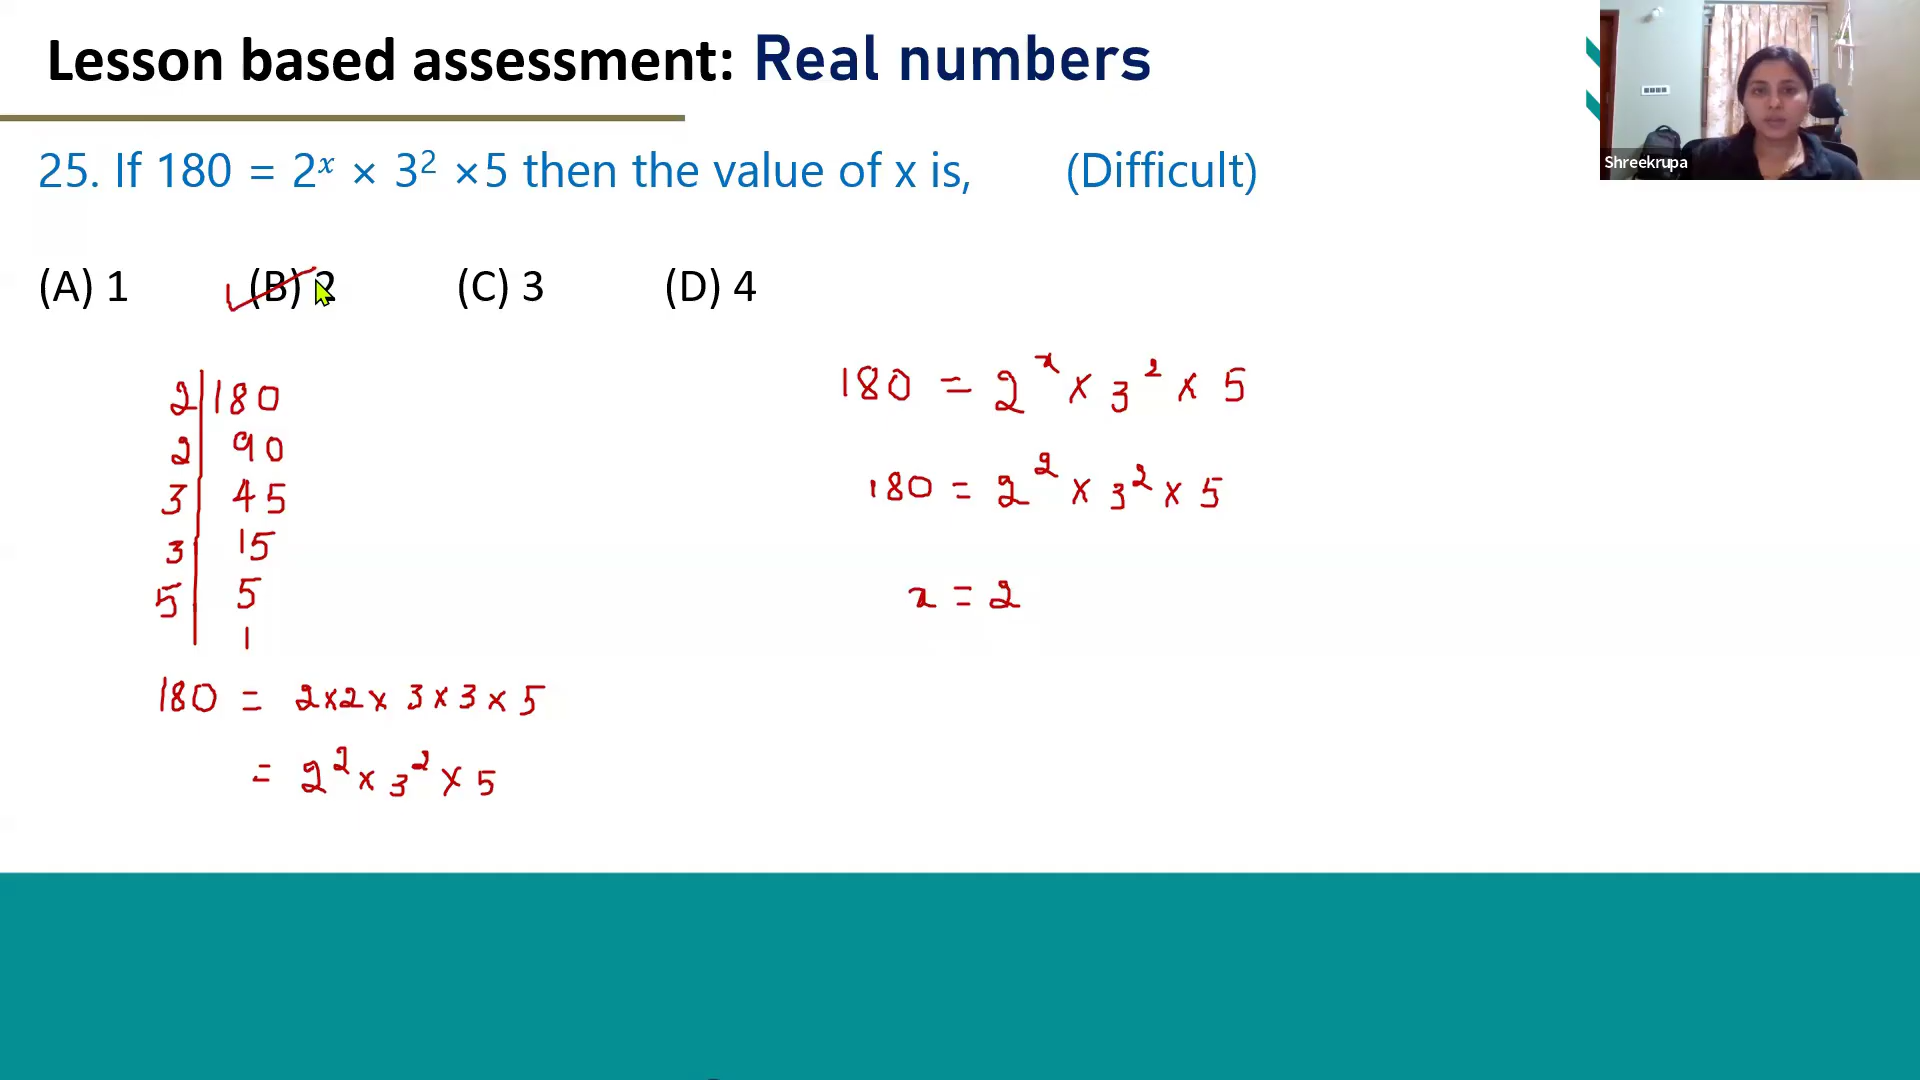 Lesson based assessment: Real numbers
Shreekrupa
25. If 180 = 2ˣ × 3² ×5 then the value of x is, (Difficult)
(A) 1 (B) 2 (C) 3 (D) 4
2 | 180
2 | 90
3 | 45
3 | 15
5 | 5
1
180 = 2×2× 3×3×5
= 2² × 3² × 5
180 = 2ˣ × 3² × 5
180 = 2² × 3² × 5
x = 2